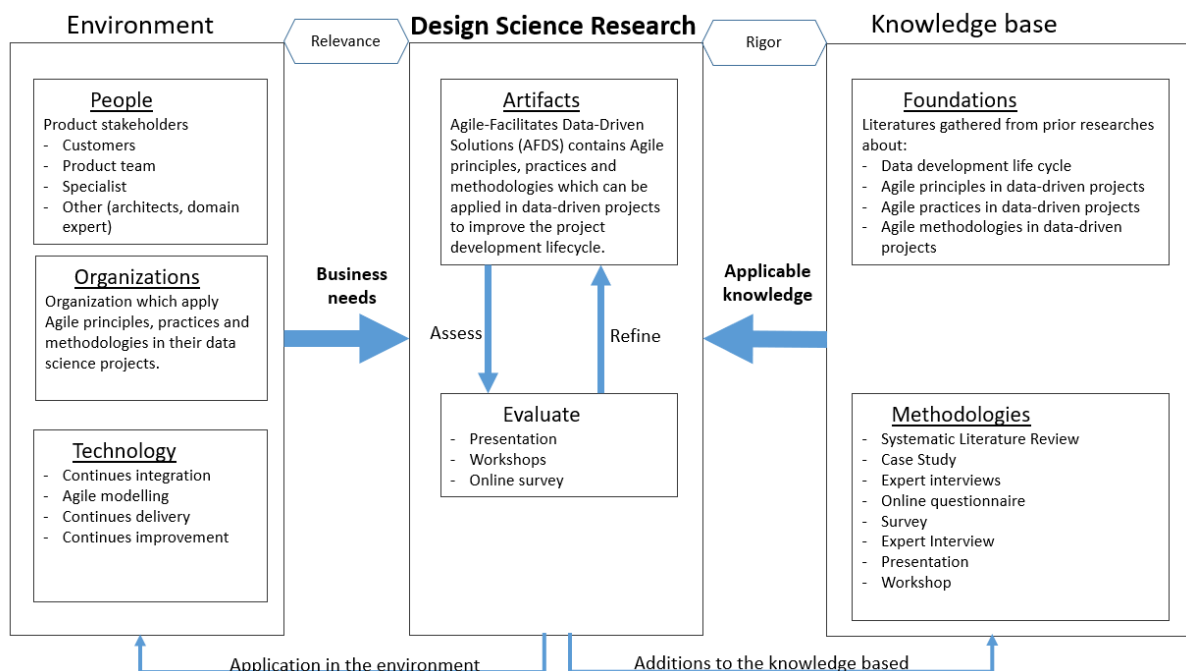 Environment
Relevance
Design Science Research
Rigor
Knowledge base
People
Product stakeholders
- Customers
- Product team
- Specialist
- Other (architects, domain
expert)
Organizations
Organization which apply
Agile principles, practices and
methodologies in their data
science projects.
Technology
- Continues integration
- Agile modelling
- Continues delivery
- Continues improvement
Business
needs
Artifacts
Agile-Facilitates Data-Driven
Solutions (AFDS) contains Agile
principles, practices and
methodologies which can be
applied in data-driven projects
to improve the project
development lifecycle.
Assess
Refine
Evaluate
- Presentation
- Workshops
- Online survey
Applicable
knowledge
Foundations
Literatures gathered from prior researches
about:
- Data development life cycle
- Agile principles in data-driven projects
- Agile practices in data-driven projects
- Agile methodologies in data-driven
projects
Methodologies
- Systematic Literature Review
- Case Study
- Expert interviews
- Online questionnaire
- Survey
- Expert Interview
- Presentation
- Workshop
Application in the environment
Additions to the knowledge based